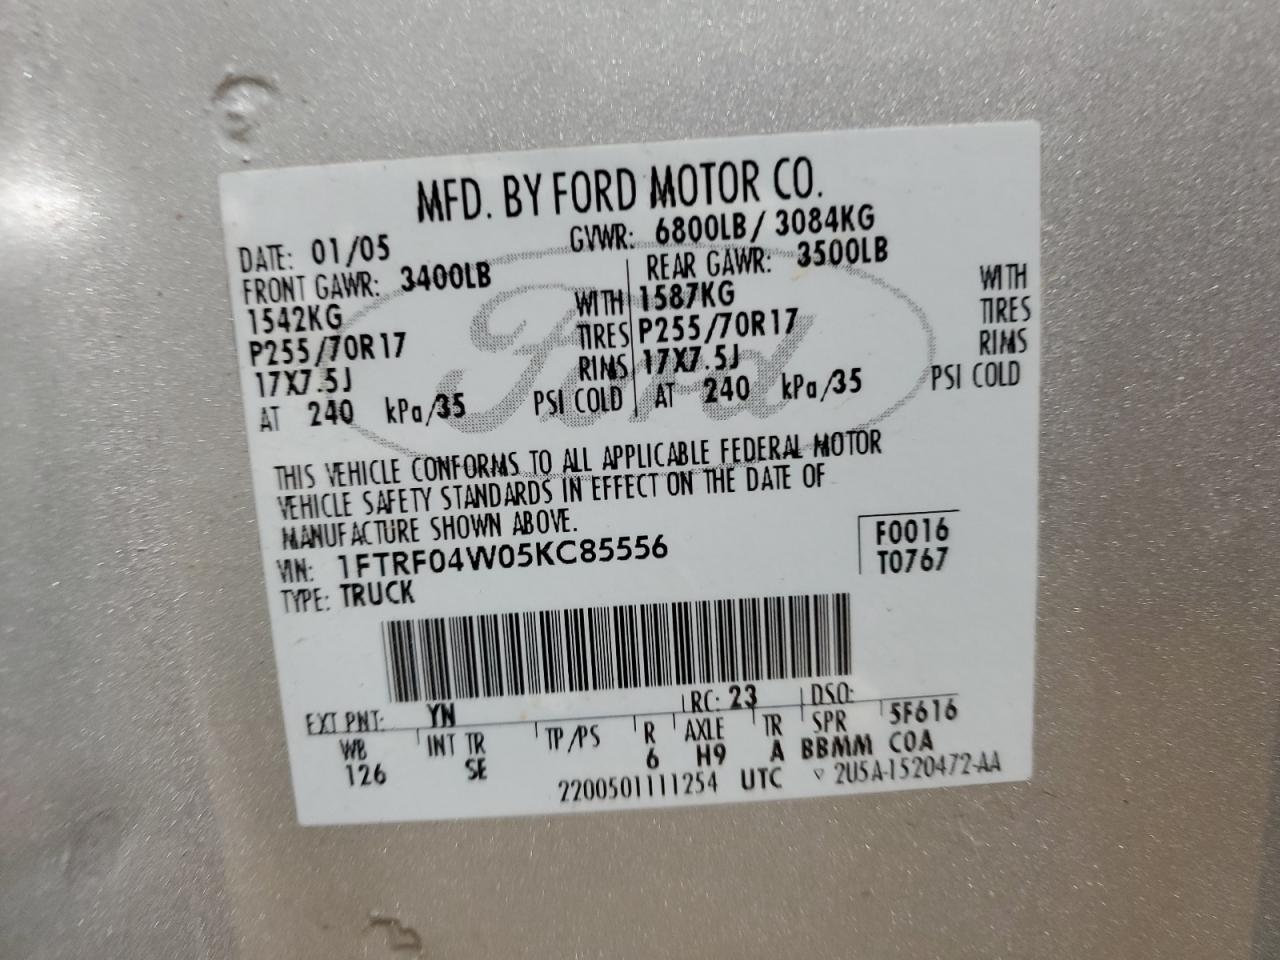 MFD. BY FORD MOTOR CO.
DATE: 01/05 GVWR: 6800LB/ 3084KG
FRONT GAWR: 3400LB REAR GAWR: 3500LB
1542KG WITH 1587KG WITH
P255/70R17 TIRES P255/70R17 TIRES
17X7.5J RIMS 17X7.5J RIMS
AT 240 kPa/35 PSI COLD AT 240 kPa/35 PSI COLD
Ford
THIS VEHICLE CONFORMS TO ALL APPLICABLE FEDERAL MOTOR
VEHICLE SAFETY STANDARDS IN EFFECT ON THE DATE OF
MANUFACTURE SHOWN ABOVE.
VIN: 1FTRF04W05KC85556 F0016
TYPE: TRUCK T0767
EXT PNT: YN RC: 23 DSO:
WB INT TR TP/PS R AXLE TR SPR 5F616
126 SE 6 H9 A BBMM COA
2200501111254 UTC ▽ 2U5A-1520472-AA